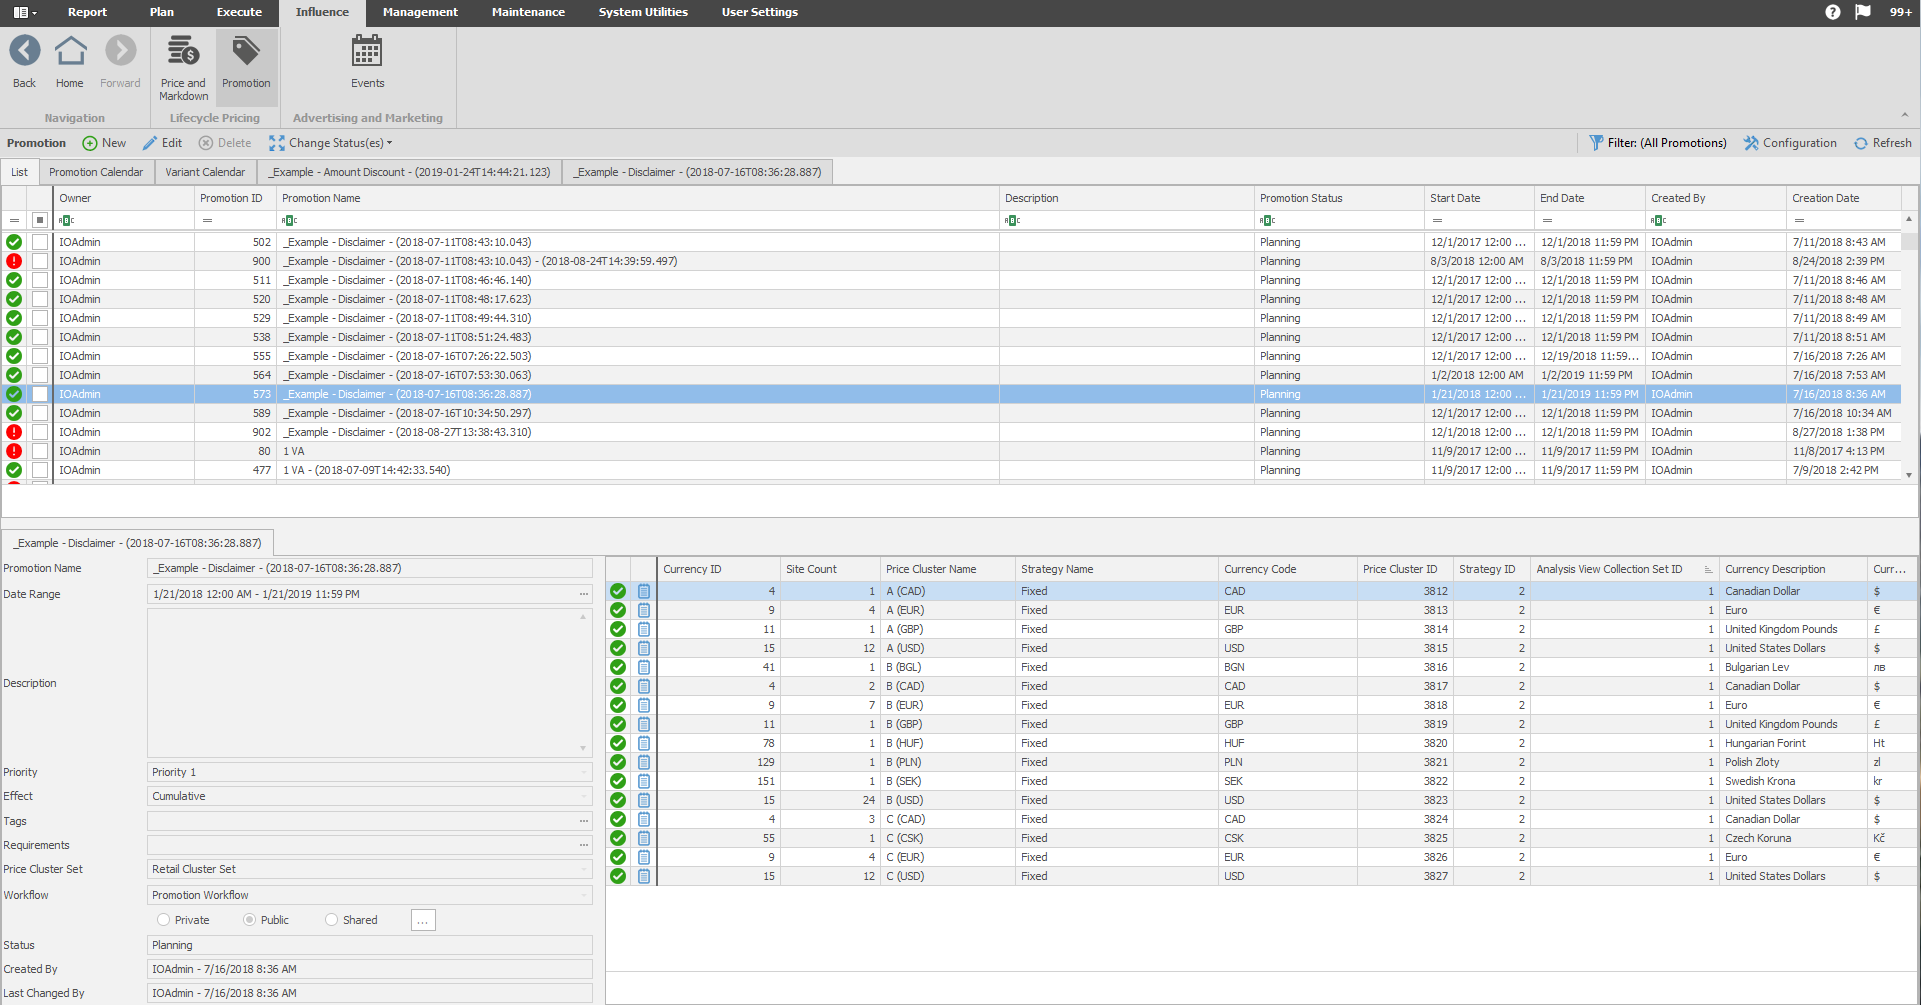 Report Plan Execute Influence Management Maintenance System Utilities User Settings ? 99+
Back Home Forward Price and Markdown Promotion Events
Navigation Lifecycle Pricing Advertising and Marketing
Promotion New Edit Delete Change Status(es) Filter: (All Promotions) Configuration Refresh
List Promotion Calendar Variant Calendar _Example - Amount Discount - (2019-01-24T14:44:21.123) _Example - Disclaimer - (2018-07-16T08:36:28.887)
Owner Promotion ID Promotion Name Description Promotion Status Start Date End Date Created By Creation Date
= ABC = ABC ABC ABC = = ABC =
IOAdmin 502 _Example - Disclaimer - (2018-07-11T08:43:10.043) Planning 12/1/2017 12:00 ... 12/1/2018 11:59 PM IOAdmin 7/11/2018 8:43 AM
IOAdmin 900 _Example - Disclaimer - (2018-07-11T08:43:10.043) - (2018-08-24T14:39:59.497) Planning 8/3/2018 12:00 AM 8/3/2018 11:59 PM IOAdmin 8/24/2018 2:39 PM
IOAdmin 511 _Example - Disclaimer - (2018-07-11T08:46:46.140) Planning 12/1/2017 12:00 ... 12/1/2018 11:59 PM IOAdmin 7/11/2018 8:46 AM
IOAdmin 520 _Example - Disclaimer - (2018-07-11T08:48:17.623) Planning 12/1/2017 12:00 ... 12/1/2018 11:59 PM IOAdmin 7/11/2018 8:48 AM
IOAdmin 529 _Example - Disclaimer - (2018-07-11T08:49:44.310) Planning 12/1/2017 12:00 ... 12/1/2018 11:59 PM IOAdmin 7/11/2018 8:49 AM
IOAdmin 538 _Example - Disclaimer - (2018-07-11T08:51:24.483) Planning 12/1/2017 12:00 ... 12/1/2018 11:59 PM IOAdmin 7/11/2018 8:51 AM
IOAdmin 555 _Example - Disclaimer - (2018-07-16T07:26:22.503) Planning 12/1/2017 12:00 ... 12/19/2018 11:59... IOAdmin 7/16/2018 7:26 AM
IOAdmin 564 _Example - Disclaimer - (2018-07-16T07:53:30.063) Planning 1/2/2018 12:00 AM 1/2/2019 11:59 PM IOAdmin 7/16/2018 7:53 AM
IOAdmin 573 _Example - Disclaimer - (2018-07-16T08:36:28.887) Planning 1/21/2018 12:00 ... 1/21/2019 11:59 PM IOAdmin 7/16/2018 8:36 AM
IOAdmin 589 _Example - Disclaimer - (2018-07-16T10:34:50.297) Planning 12/1/2017 12:00 ... 12/1/2018 11:59 PM IOAdmin 7/16/2018 10:34 AM
IOAdmin 902 _Example - Disclaimer - (2018-08-27T13:38:43.310) Planning 12/1/2017 12:00 ... 12/1/2018 11:59 PM IOAdmin 8/27/2018 1:38 PM
IOAdmin 80 1 VA Planning 11/9/2017 12:00 ... 11/9/2017 11:59 PM IOAdmin 11/8/2017 4:13 PM
IOAdmin 477 1 VA - (2018-07-09T14:42:33.540) Planning 11/9/2017 12:00 ... 11/9/2017 11:59 PM IOAdmin 7/9/2018 2:42 PM
_Example - Disclaimer - (2018-07-16T08:36:28.887)
Promotion Name _Example - Disclaimer - (2018-07-16T08:36:28.887)
Date Range 1/21/2018 12:00 AM - 1/21/2019 11:59 PM ...
Description
Priority Priority 1
Effect Cumulative
Tags ...
Requirements ...
Price Cluster Set Retail Cluster Set
Workflow Promotion Workflow
Private Public Shared ...
Status Planning
Created By IOAdmin - 7/16/2018 8:36 AM
Last Changed By IOAdmin - 7/16/2018 8:36 AM
Currency ID Site Count Price Cluster Name Strategy Name Currency Code Price Cluster ID Strategy ID Analysis View Collection Set ID Currency Description Curr...
4 1 A (CAD) Fixed CAD 3812 2 1 Canadian Dollar $
9 4 A (EUR) Fixed EUR 3813 2 1 Euro €
11 1 A (GBP) Fixed GBP 3814 2 1 United Kingdom Pounds £
15 12 A (USD) Fixed USD 3815 2 1 United States Dollars $
41 1 B (BGL) Fixed BGN 3816 2 1 Bulgarian Lev лв
4 2 B (CAD) Fixed CAD 3817 2 1 Canadian Dollar $
9 7 B (EUR) Fixed EUR 3818 2 1 Euro €
11 1 B (GBP) Fixed GBP 3819 2 1 United Kingdom Pounds £
78 1 B (HUF) Fixed HUF 3820 2 1 Hungarian Forint Ht
129 1 B (PLN) Fixed PLN 3821 2 1 Polish Zloty zl
151 1 B (SEK) Fixed SEK 3822 2 1 Swedish Krona kr
15 24 B (USD) Fixed USD 3823 2 1 United States Dollars $
4 3 C (CAD) Fixed CAD 3824 2 1 Canadian Dollar $
55 1 C (CSK) Fixed CSK 3825 2 1 Czech Koruna Kč
9 4 C (EUR) Fixed EUR 3826 2 1 Euro €
15 12 C (USD) Fixed USD 3827 2 1 United States Dollars $